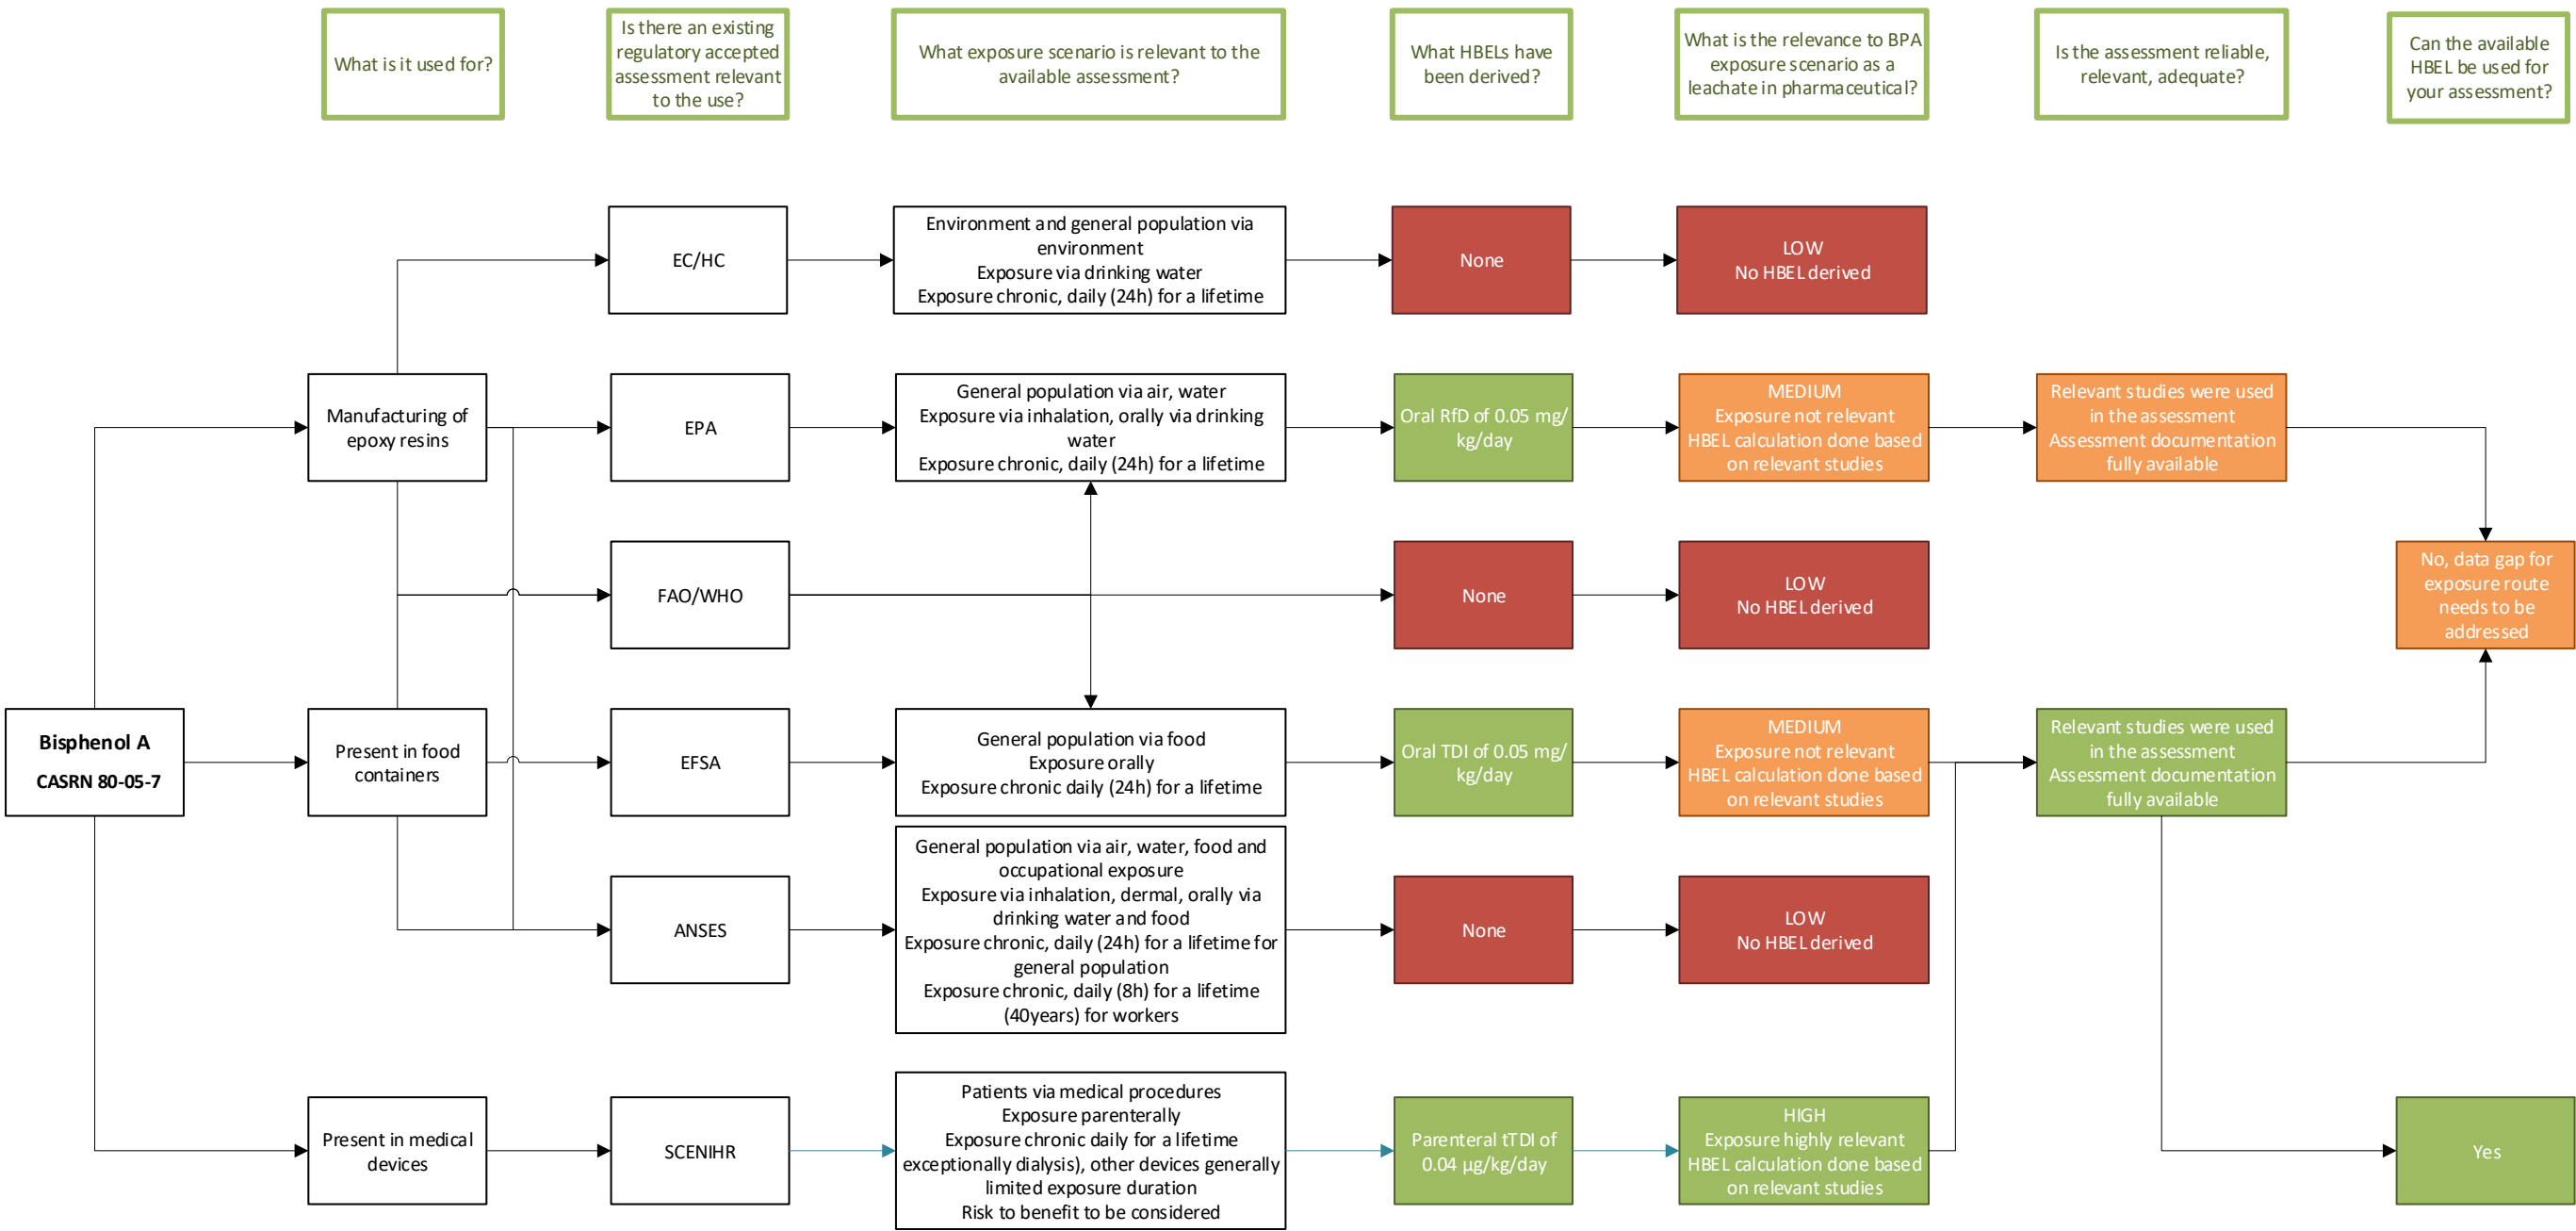 What is it used for?
Is there an existing
regulatory accepted
assessment relevant
to the use?
What exposure scenario is relevant to the
available assessment?
What HBELs have
been derived?
What is the relevance to BPA
exposure scenario as a
leachate in pharmaceutical?
Is the assessment reliable,
relevant, adequate?
Can the available
HBEL be used for
your assessment?
EC/HC
Environment and general population via
environment
Exposure via drinking water
Exposure chronic, daily (24h) for a lifetime
None
LOW
No HBEL derived
Manufacturing of
epoxy resins
EPA
General population via air, water
Exposure via inhalation, orally via drinking
water
Exposure chronic, daily (24h) for a lifetime
Oral RfD of 0.05 mg/
kg/day
MEDIUM
Exposure not relevant
HBEL calculation done based
on relevant studies
Relevant studies were used
in the assessment
Assessment documentation
fully available
FAO/WHO
None
LOW
No HBEL derived
No, data gap for
exposure route
needs to be
addressed
Bisphenol A
CASRN 80-05-7
Present in food
containers
EFSA
General population via food
Exposure orally
Exposure chronic daily (24h) for a lifetime
Oral TDI of 0.05 mg/
kg/day
MEDIUM
Exposure not relevant
HBEL calculation done based
on relevant studies
Relevant studies were used
in the assessment
Assessment documentation
fully available
ANSES
General population via air, water, food and
occupational exposure
Exposure via inhalation, dermal, orally via
drinking water and food
Exposure chronic, daily (24h) for a lifetime for
general population
Exposure chronic, daily (8h) for a lifetime
(40years) for workers
None
LOW
No HBEL derived
Present in medical
devices
SCENIHR
Patients via medical procedures
Exposure parenterally
Exposure chronic daily for a lifetime
exceptionally dialysis), other devices generally
limited exposure duration
Risk to benefit to be considered
Parenteral tTDI of
0.04 µg/kg/day
HIGH
Exposure highly relevant
HBEL calculation done based
on relevant studies
Yes